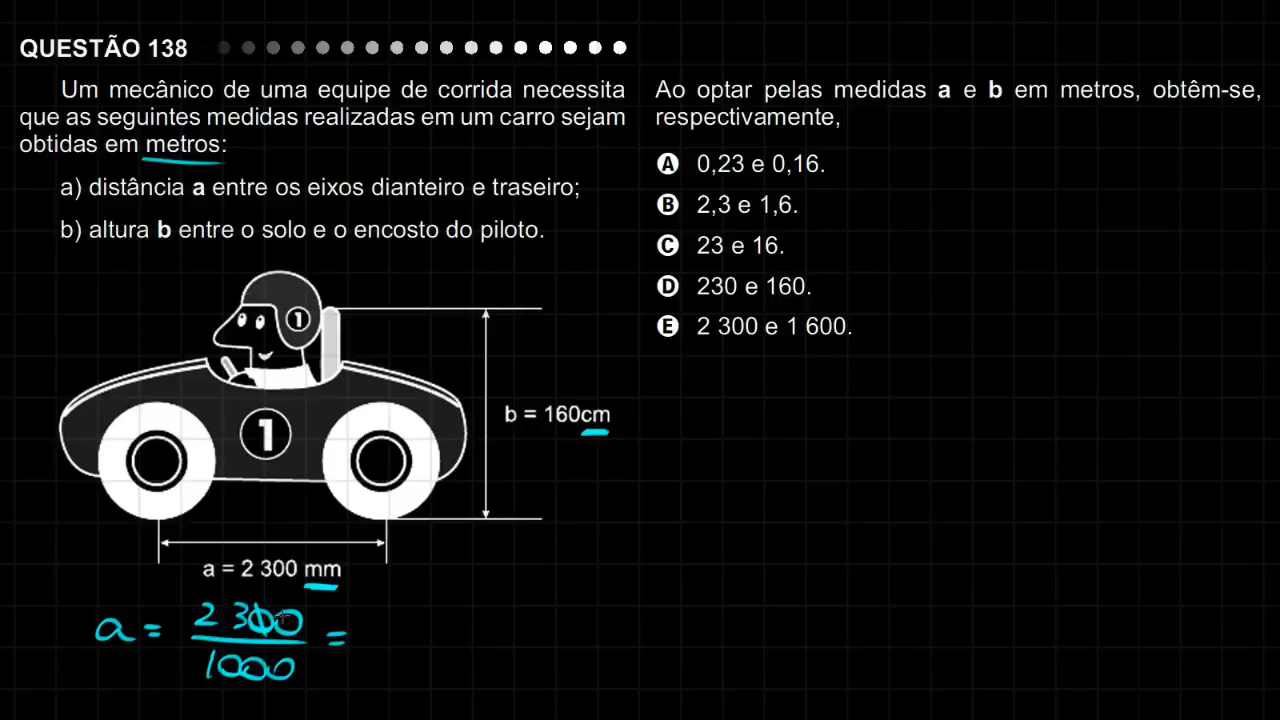 QUESTÃO 138
Um mecânico de uma equipe de corrida necessita
que as seguintes medidas realizadas em um carro sejam
obtidas em metros:
a) distância a entre os eixos dianteiro e traseiro;
b) altura b entre o solo e o encosto do piloto.
1
1
b = 160cm
a = 2 300 mm
a = 2 300 =
1000
Ao optar pelas medidas a e b em metros, obtêm-se,
respectivamente,
A 0,23 e 0,16.
B 2,3 e 1,6.
C 23 e 16.
D 230 e 160.
E 2 300 e 1 600.